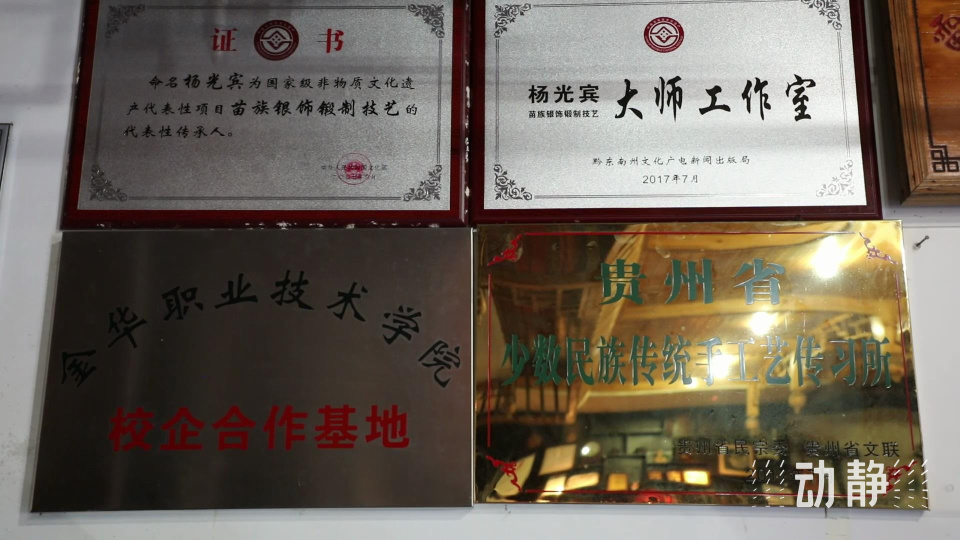 证书
命名杨光宾为国家级非物质文化遗
产代表性项目苗族银饰锻制技艺的
代表性传承人。
杨光宾
苗族银饰锻制技艺
大师工作室
黔东南州文化广电新闻出版局
2017年7月
金华职业技术学院
校企合作基地
贵州省
少数民族传统手工艺传习所
贵州省民宗委 贵州省文联
动静